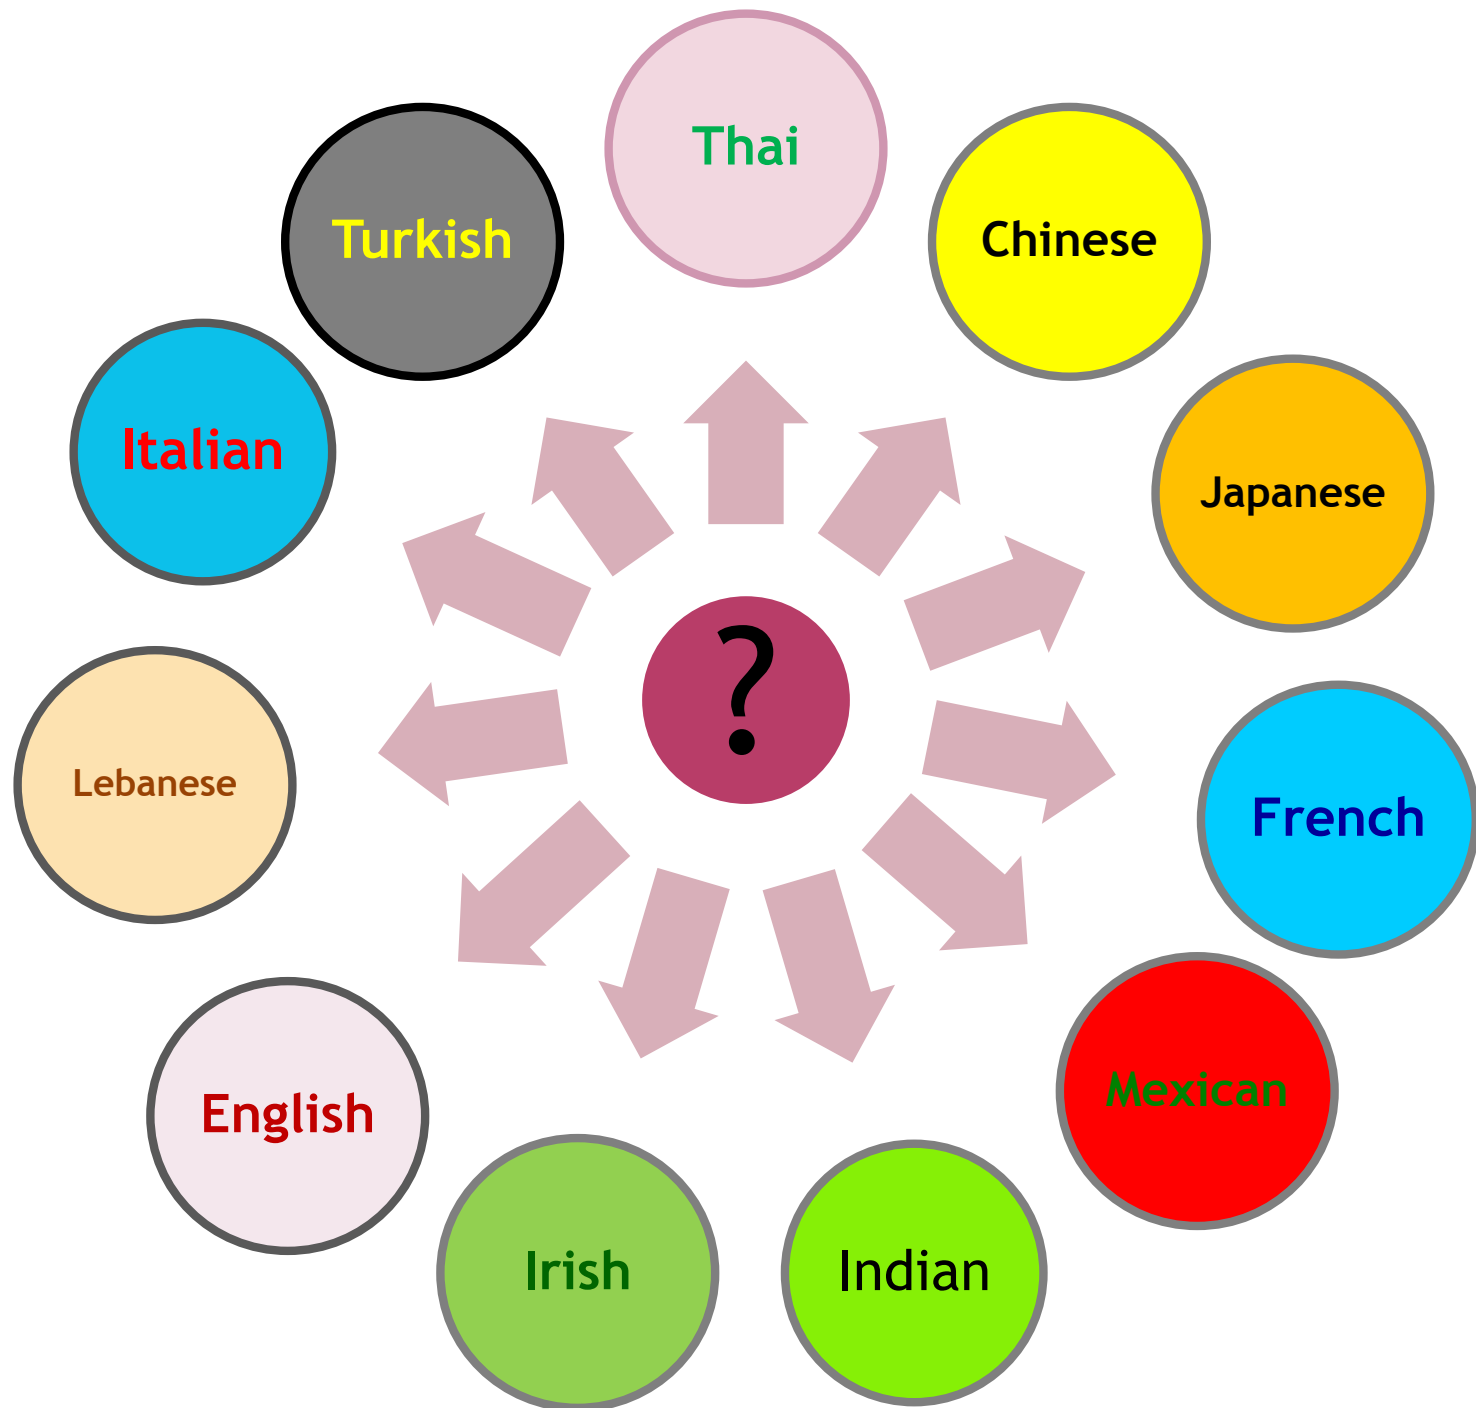 Thai
Chinese
Japanese
French
Mexican
Indian
Irish
English
Lebanese
Italian
Turkish
?